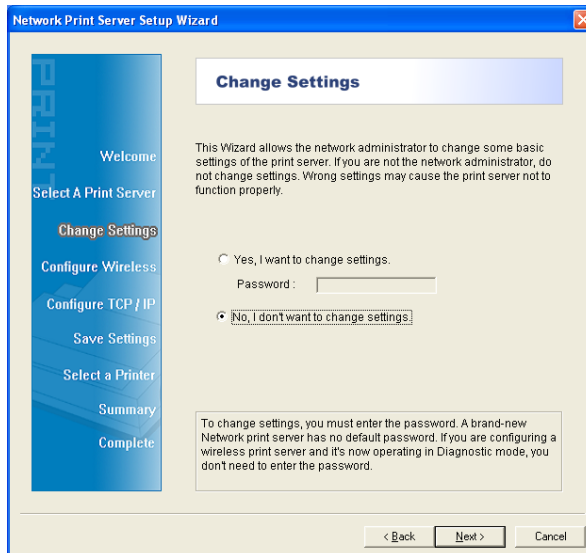 Network Print Server Setup Wizard
PRINT
Change Settings
Welcome
Select A Print Server
Change Settings
Configure Wireless
Configure TCP / IP
Save Settings
Select a Printer
Summary
Complete
This Wizard allows the network administrator to change some basic
settings of the print server. If you are not the network administrator, do
not change settings. Wrong settings may cause the print server not to
function properly.
Yes, I want to change settings.
Password :
No, I don't want to change settings.
To change settings, you must enter the password. A brand-new
Network print server has no default password. If you are configuring a
wireless print server and it's now operating in Diagnostic mode, you
don't need to enter the password.
< Back
Next >
Cancel